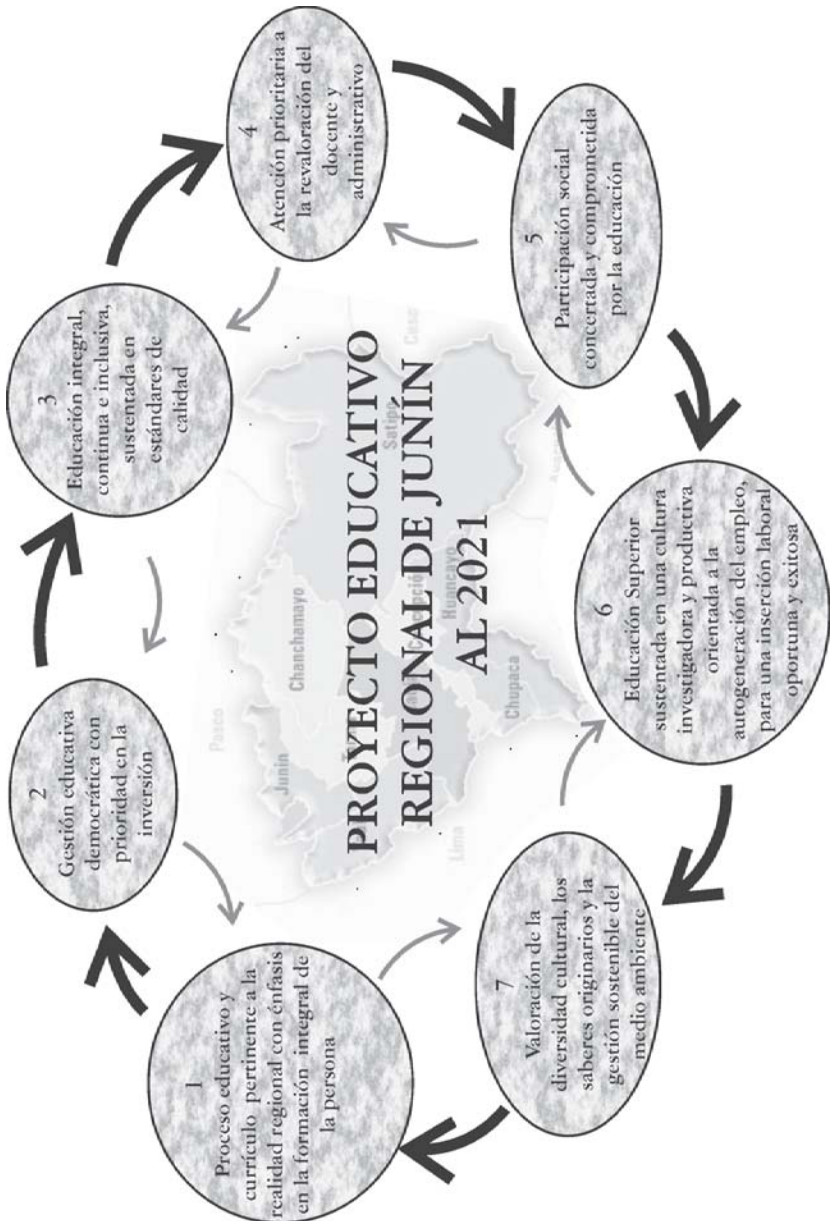 PROYECTO EDUCATIVO
REGIONAL DE JUNÍN
AL 2021
1
Proceso educativo y
currículo pertinente a la
realidad regional con énfasis
en la formación integral de
la persona
2
Gestión educativa
democrática con
prioridad en la
inversión
3
Educación integral,
continua e inclusiva,
sustentada en
estándares de
calidad
4
Atención prioritaria a
la revaloración del
docente y
administrativo
5
Participación social
concertada y comprometida
por la educación
6
Educación Superior
sustentada en una cultura
investigadora y productiva
orientada a la
autogeneración del empleo,
para una inserción laboral
oportuna y exitosa
7
Valoración de la
diversidad cultural, los
saberes originarios y la
gestión sostenible del
medio ambiente
Pasco
Junín
Chanchamayo
Satipo
Huancayo
Chupaca
Lima